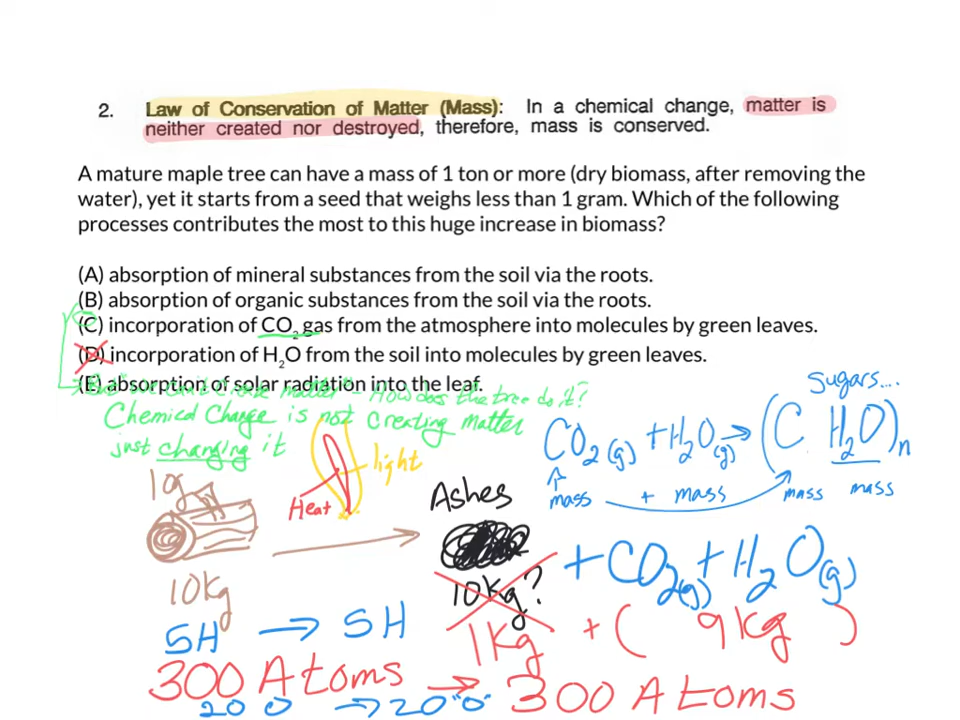 2. Law of Conservation of Matter (Mass): In a chemical change, matter is
neither created nor destroyed, therefore, mass is conserved.
A mature maple tree can have a mass of 1 ton or more (dry biomass, after removing the
water), yet it starts from a seed that weighs less than 1 gram. Which of the following
processes contributes the most to this huge increase in biomass?
(A) absorption of mineral substances from the soil via the roots.
(B) absorption of organic substances from the soil via the roots.
(C) incorporation of CO₂ gas from the atmosphere into molecules by green leaves.
(D) incorporation of H₂O from the soil into molecules by green leaves.
(E) absorption of solar radiation into the leaf.
matter - How does the tree do it?
Chemical Change is not creating matter
just changing it
Sugars....
CO₂(g) + H₂O(g) → (C H₂O)n
mass + mass mass mass
log
Heat
light
Ashes
10Kg
10Kg?
+ CO₂(g) + H₂O(g)
1Kg + ( 9Kg )
5H → 5H
300 Atoms → 300 Atoms
20 O → 20 "O"